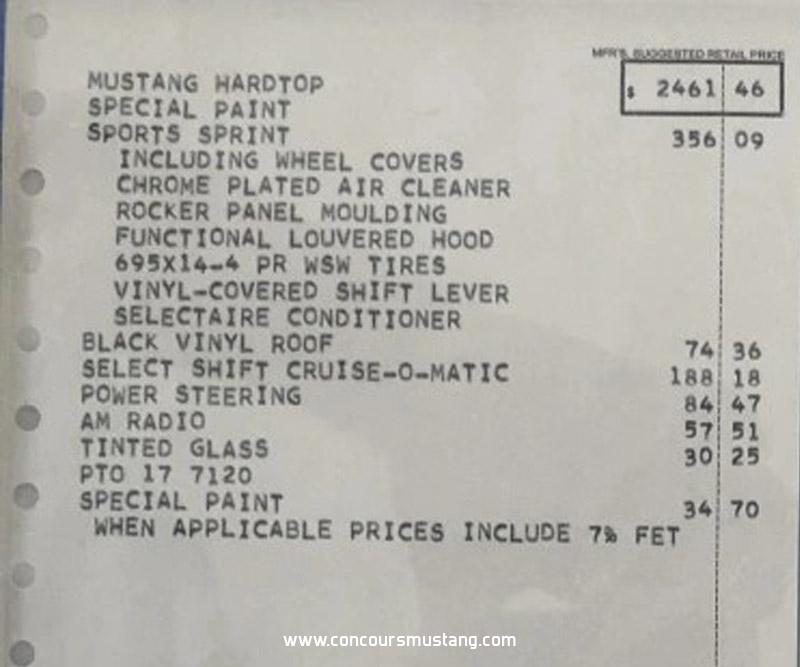 MFR'S. SUGGESTED RETAIL PRICE
MUSTANG HARDTOP $ 2461 46
SPECIAL PAINT
SPORTS SPRINT 356 09
INCLUDING WHEEL COVERS
CHROME PLATED AIR CLEANER
ROCKER PANEL MOULDING
FUNCTIONAL LOUVERED HOOD
695X14-4 PR WSW TIRES
VINYL-COVERED SHIFT LEVER
SELECTAIRE CONDITIONER
BLACK VINYL ROOF 74 36
SELECT SHIFT CRUISE-O-MATIC 188 18
POWER STEERING 84 47
AM RADIO 57 51
TINTED GLASS 30 25
PTO 17 7120
SPECIAL PAINT 34 70
WHEN APPLICABLE PRICES INCLUDE 7% FET
www.concoursmustang.com